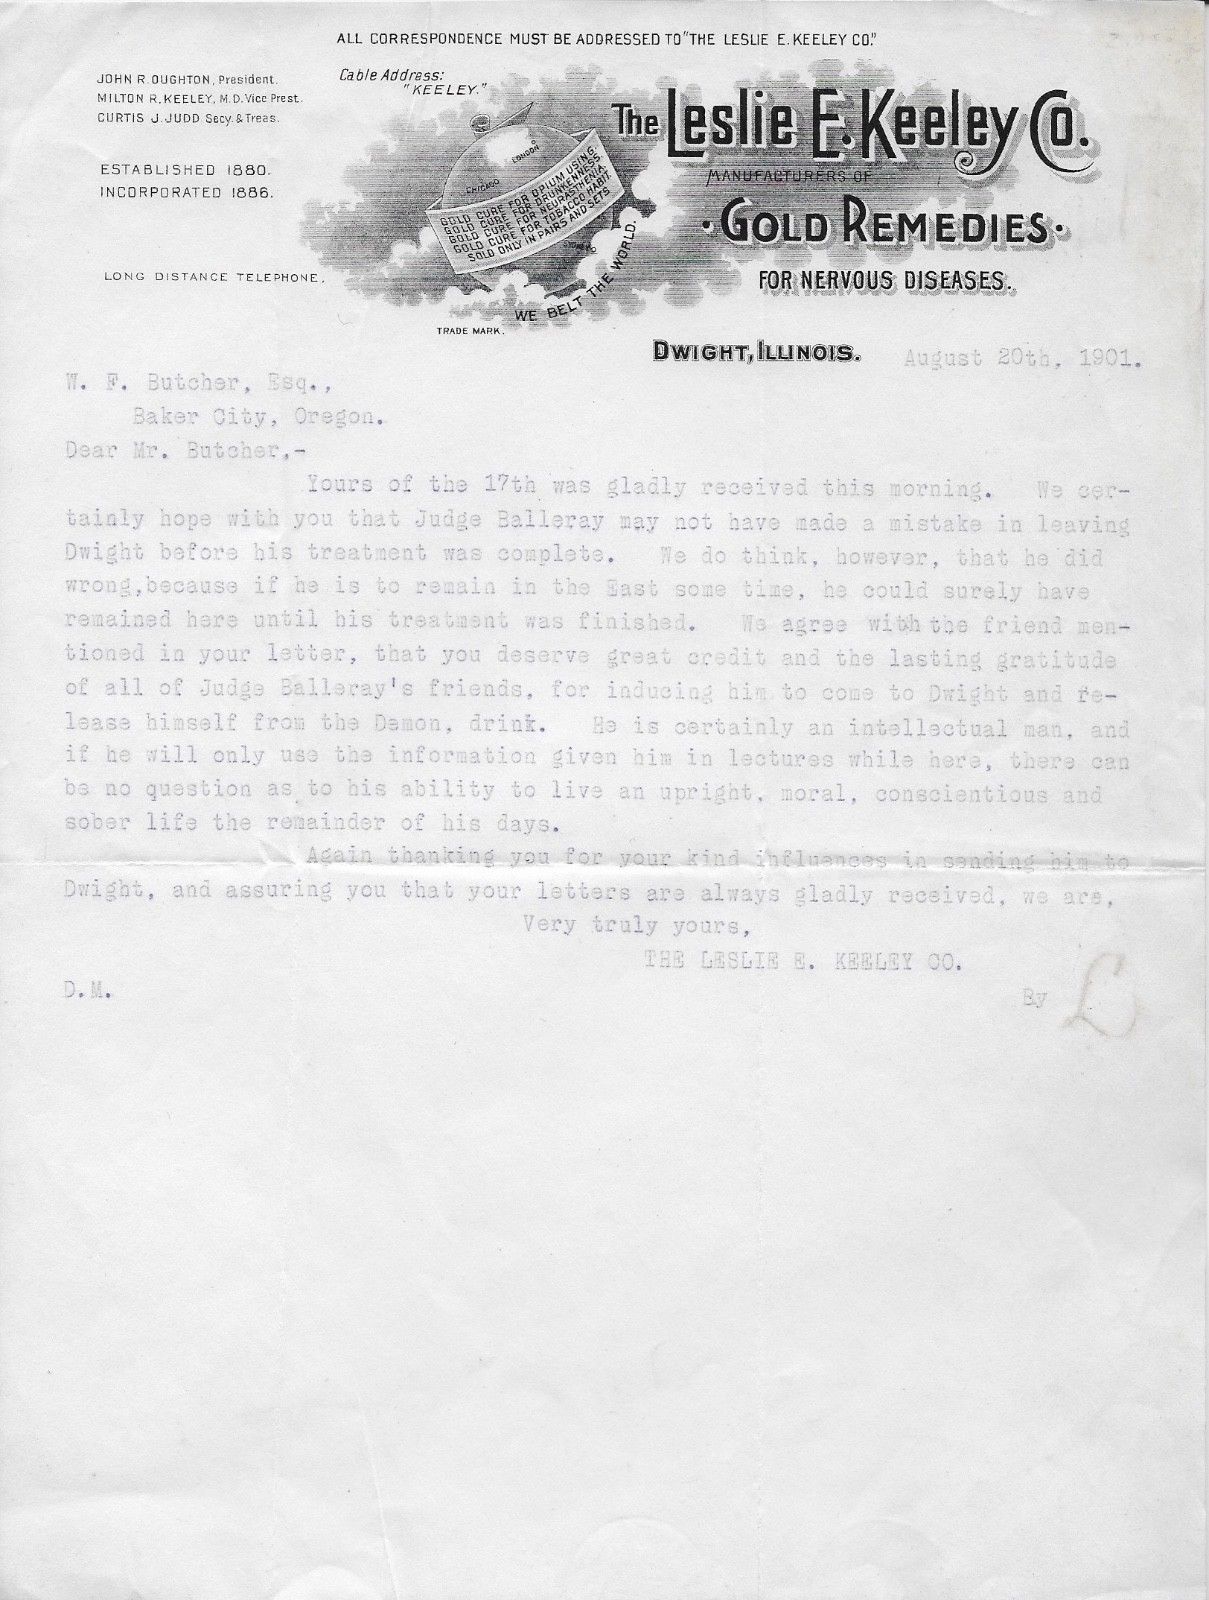 ALL CORRESPONDENCE MUST BE ADDRESSED TO "THE LESLIE E. KEELEY CO."
JOHN R. OUGHTON, President.
MILTON R. KEELEY, M.D. Vice Prest.
CURTIS J. JUDD Secy. & Treas.
ESTABLISHED 1880.
INCORPORATED 1886.
LONG DISTANCE TELEPHONE.
Cable Address:
"KEELEY."
LONDON
CHICAGO
GOLD CURE FOR OPIUM USING.
GOLD CURE FOR DRUNKENNESS.
GOLD CURE FOR NEURASTHENIA.
GOLD CURE FOR TOBACCO HABIT
SOLD ONLY IN PAIRS AND SETS
WE BELT THE WORLD.
TRADE MARK.
The Leslie E. Keeley Co.
MANUFACTURERS OF
·GOLD REMEDIES·
FOR NERVOUS DISEASES.
DWIGHT, ILLINOIS. August 20th, 1901.
W. F. Butcher, Esq.,
Baker City, Oregon.
Dear Mr. Butcher,-
Yours of the 17th was gladly received this morning. We cer-
tainly hope with you that Judge Balleray may not have made a mistake in leaving
Dwight before his treatment was complete. We do think, however, that he did
wrong,because if he is to remain in the East some time, he could surely have
remained here until his treatment was finished. We agree with the friend men-
tioned in your letter, that you deserve great credit and the lasting gratitude
of all of Judge Balleray's friends, for inducing him to come to Dwight and re-
lease himself from the Demon, drink. He is certainly an intellectual man, and
if he will only use the information given him in lectures while here, there can
be no question as to his ability to live an upright, moral, conscientious and
sober life the remainder of his days.
Again thanking you for your kind influences in sending him to
Dwight, and assuring you that your letters are always gladly received, we are,
Very truly yours,
THE LESLIE E. KEELEY CO.
D.M. By